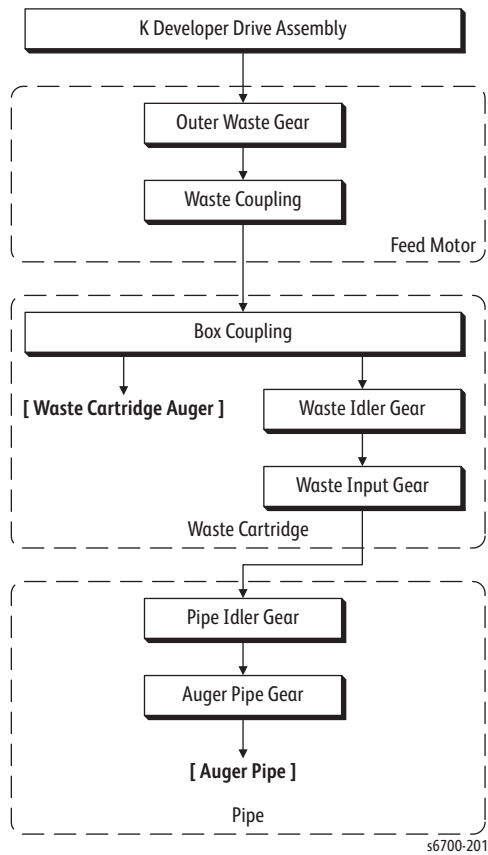 K Developer Drive Assembly
Outer Waste Gear
Waste Coupling
Feed Motor
Box Coupling
[ Waste Cartridge Auger ]
Waste Idler Gear
Waste Input Gear
Waste Cartridge
Pipe Idler Gear
Auger Pipe Gear
[ Auger Pipe ]
Pipe
s6700-201